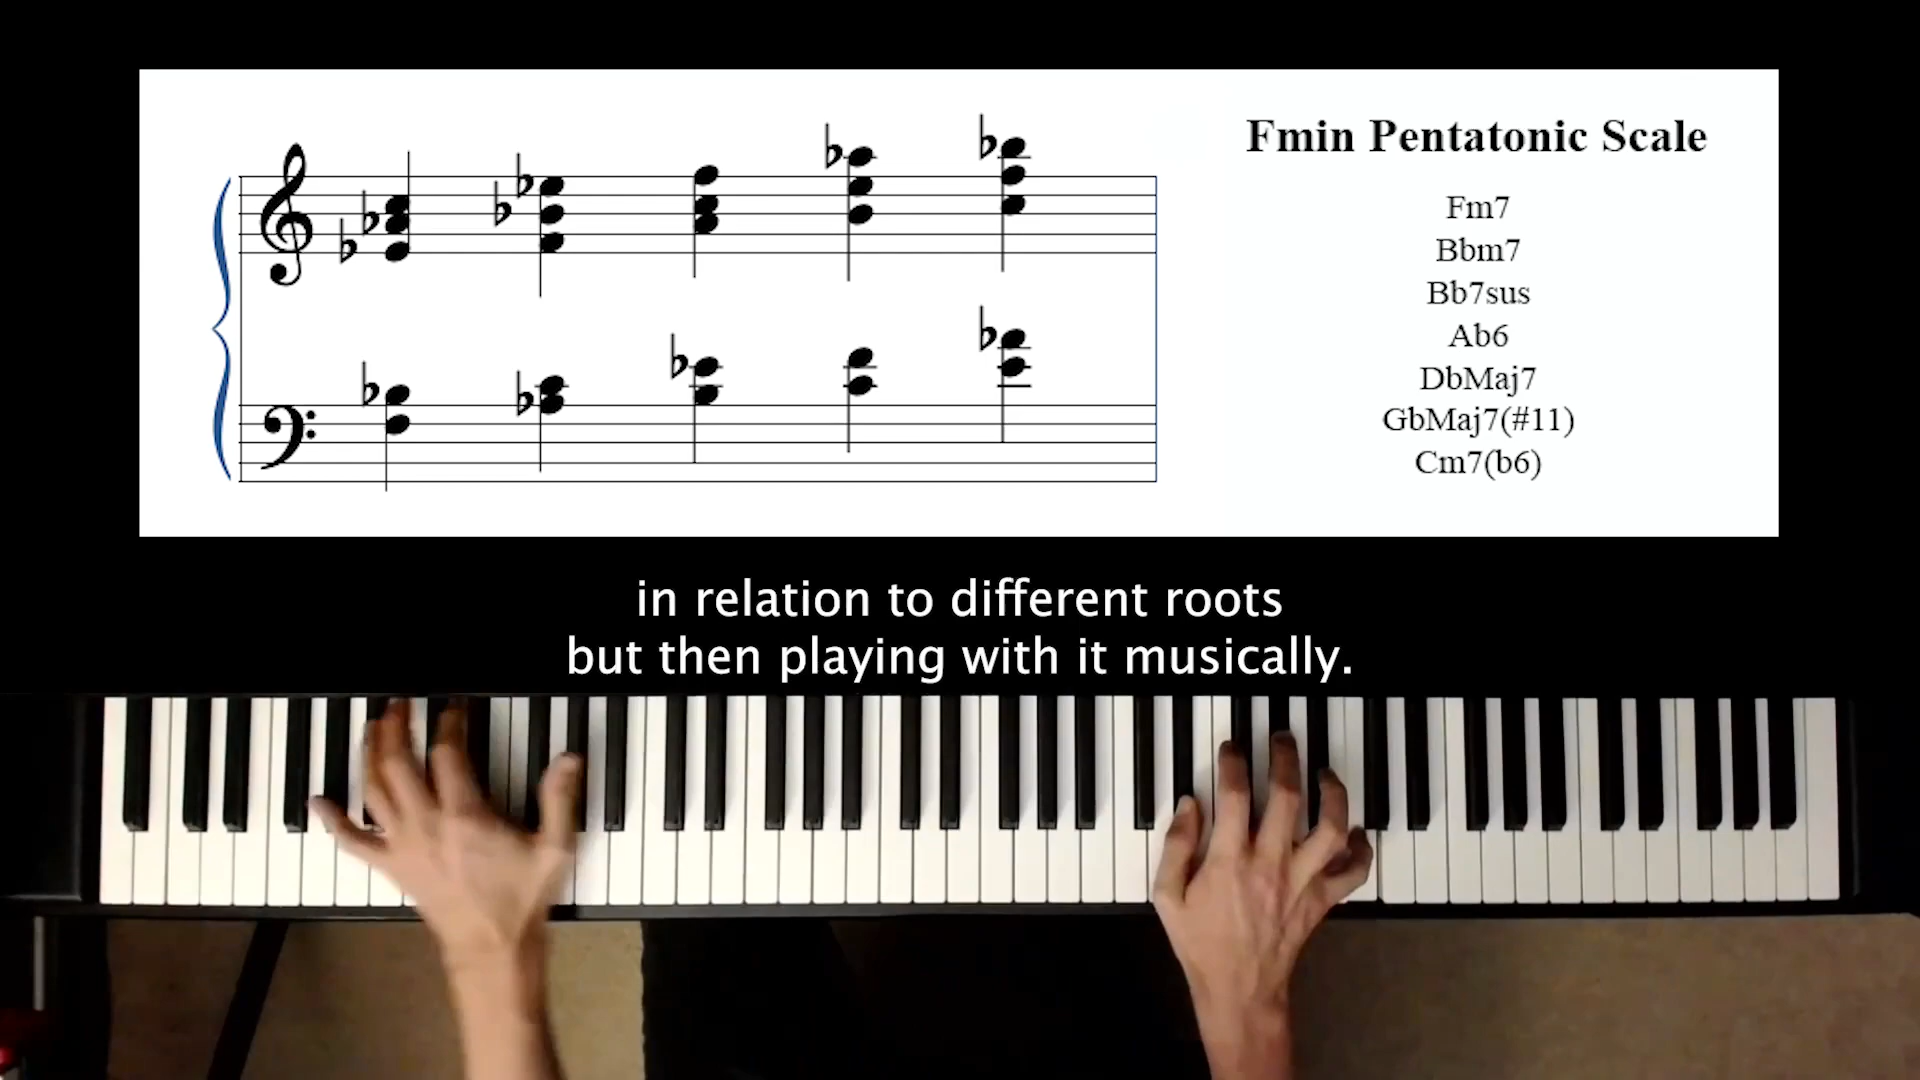 Fmin Pentatonic Scale
Fm7
Bbm7
Bb7sus
Ab6
DbMaj7
GbMaj7(#11)
Cm7(b6)
in relation to different roots
but then playing with it musically.